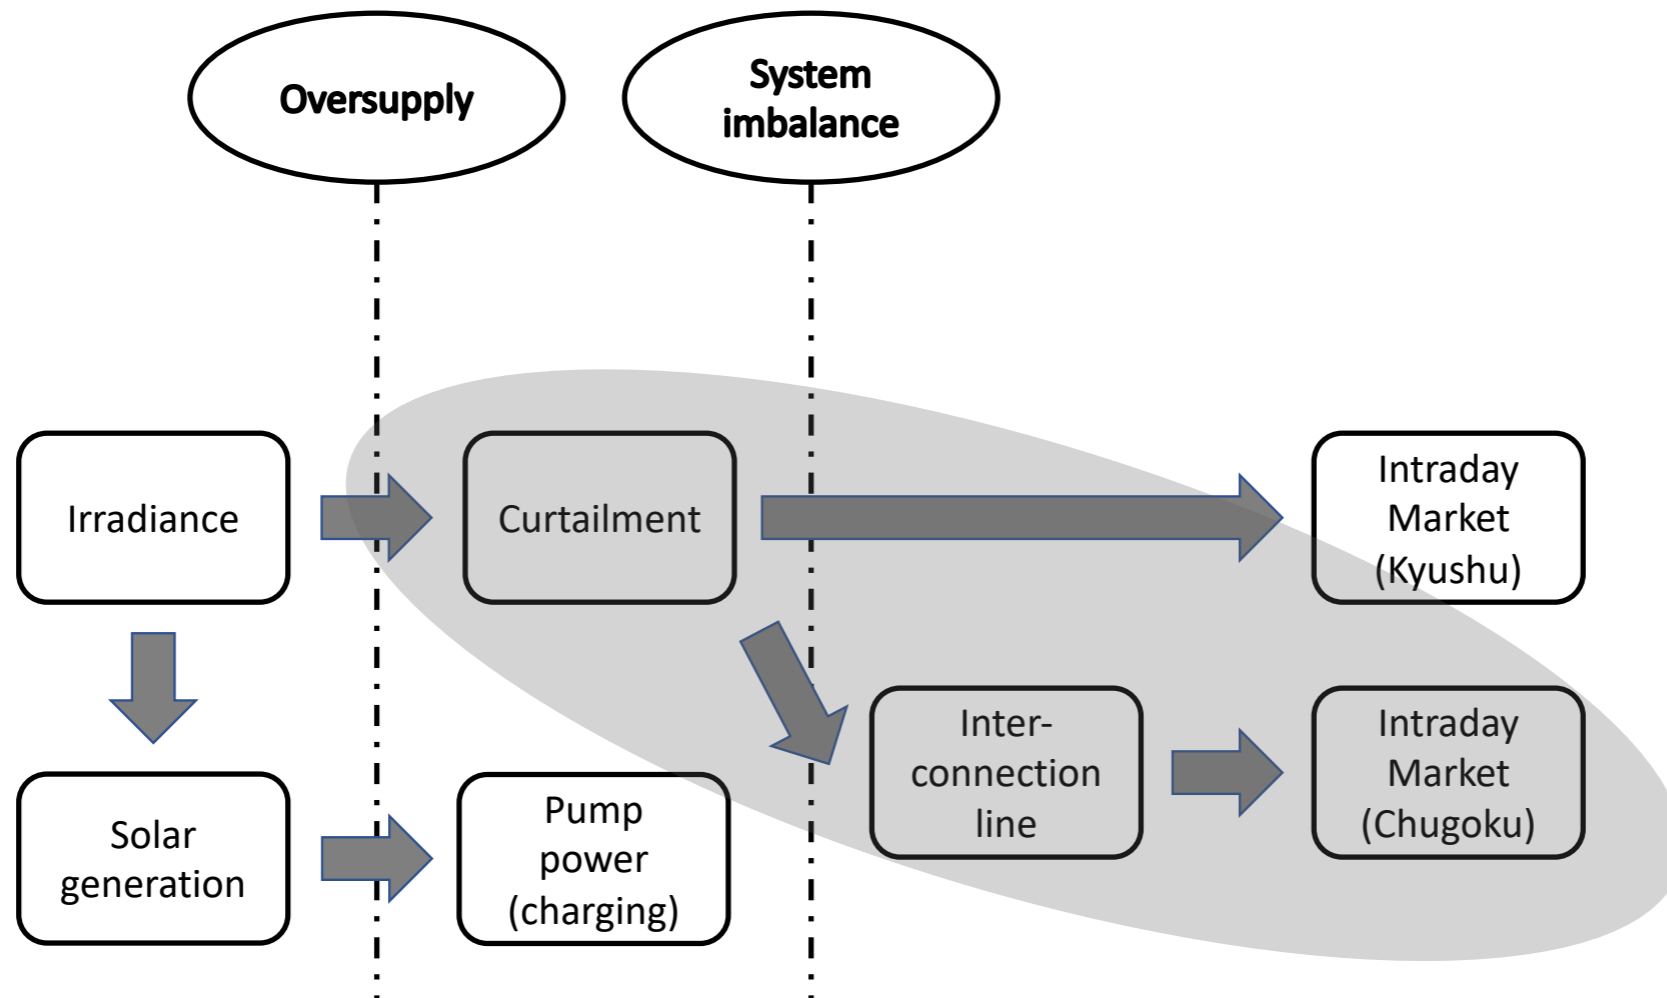 Oversupply
System
imbalance
Irradiance
Curtailment
Intraday
Market
(Kyushu)
Solar
generation
Pump
power
(charging)
Inter-
connection
line
Intraday
Market
(Chugoku)